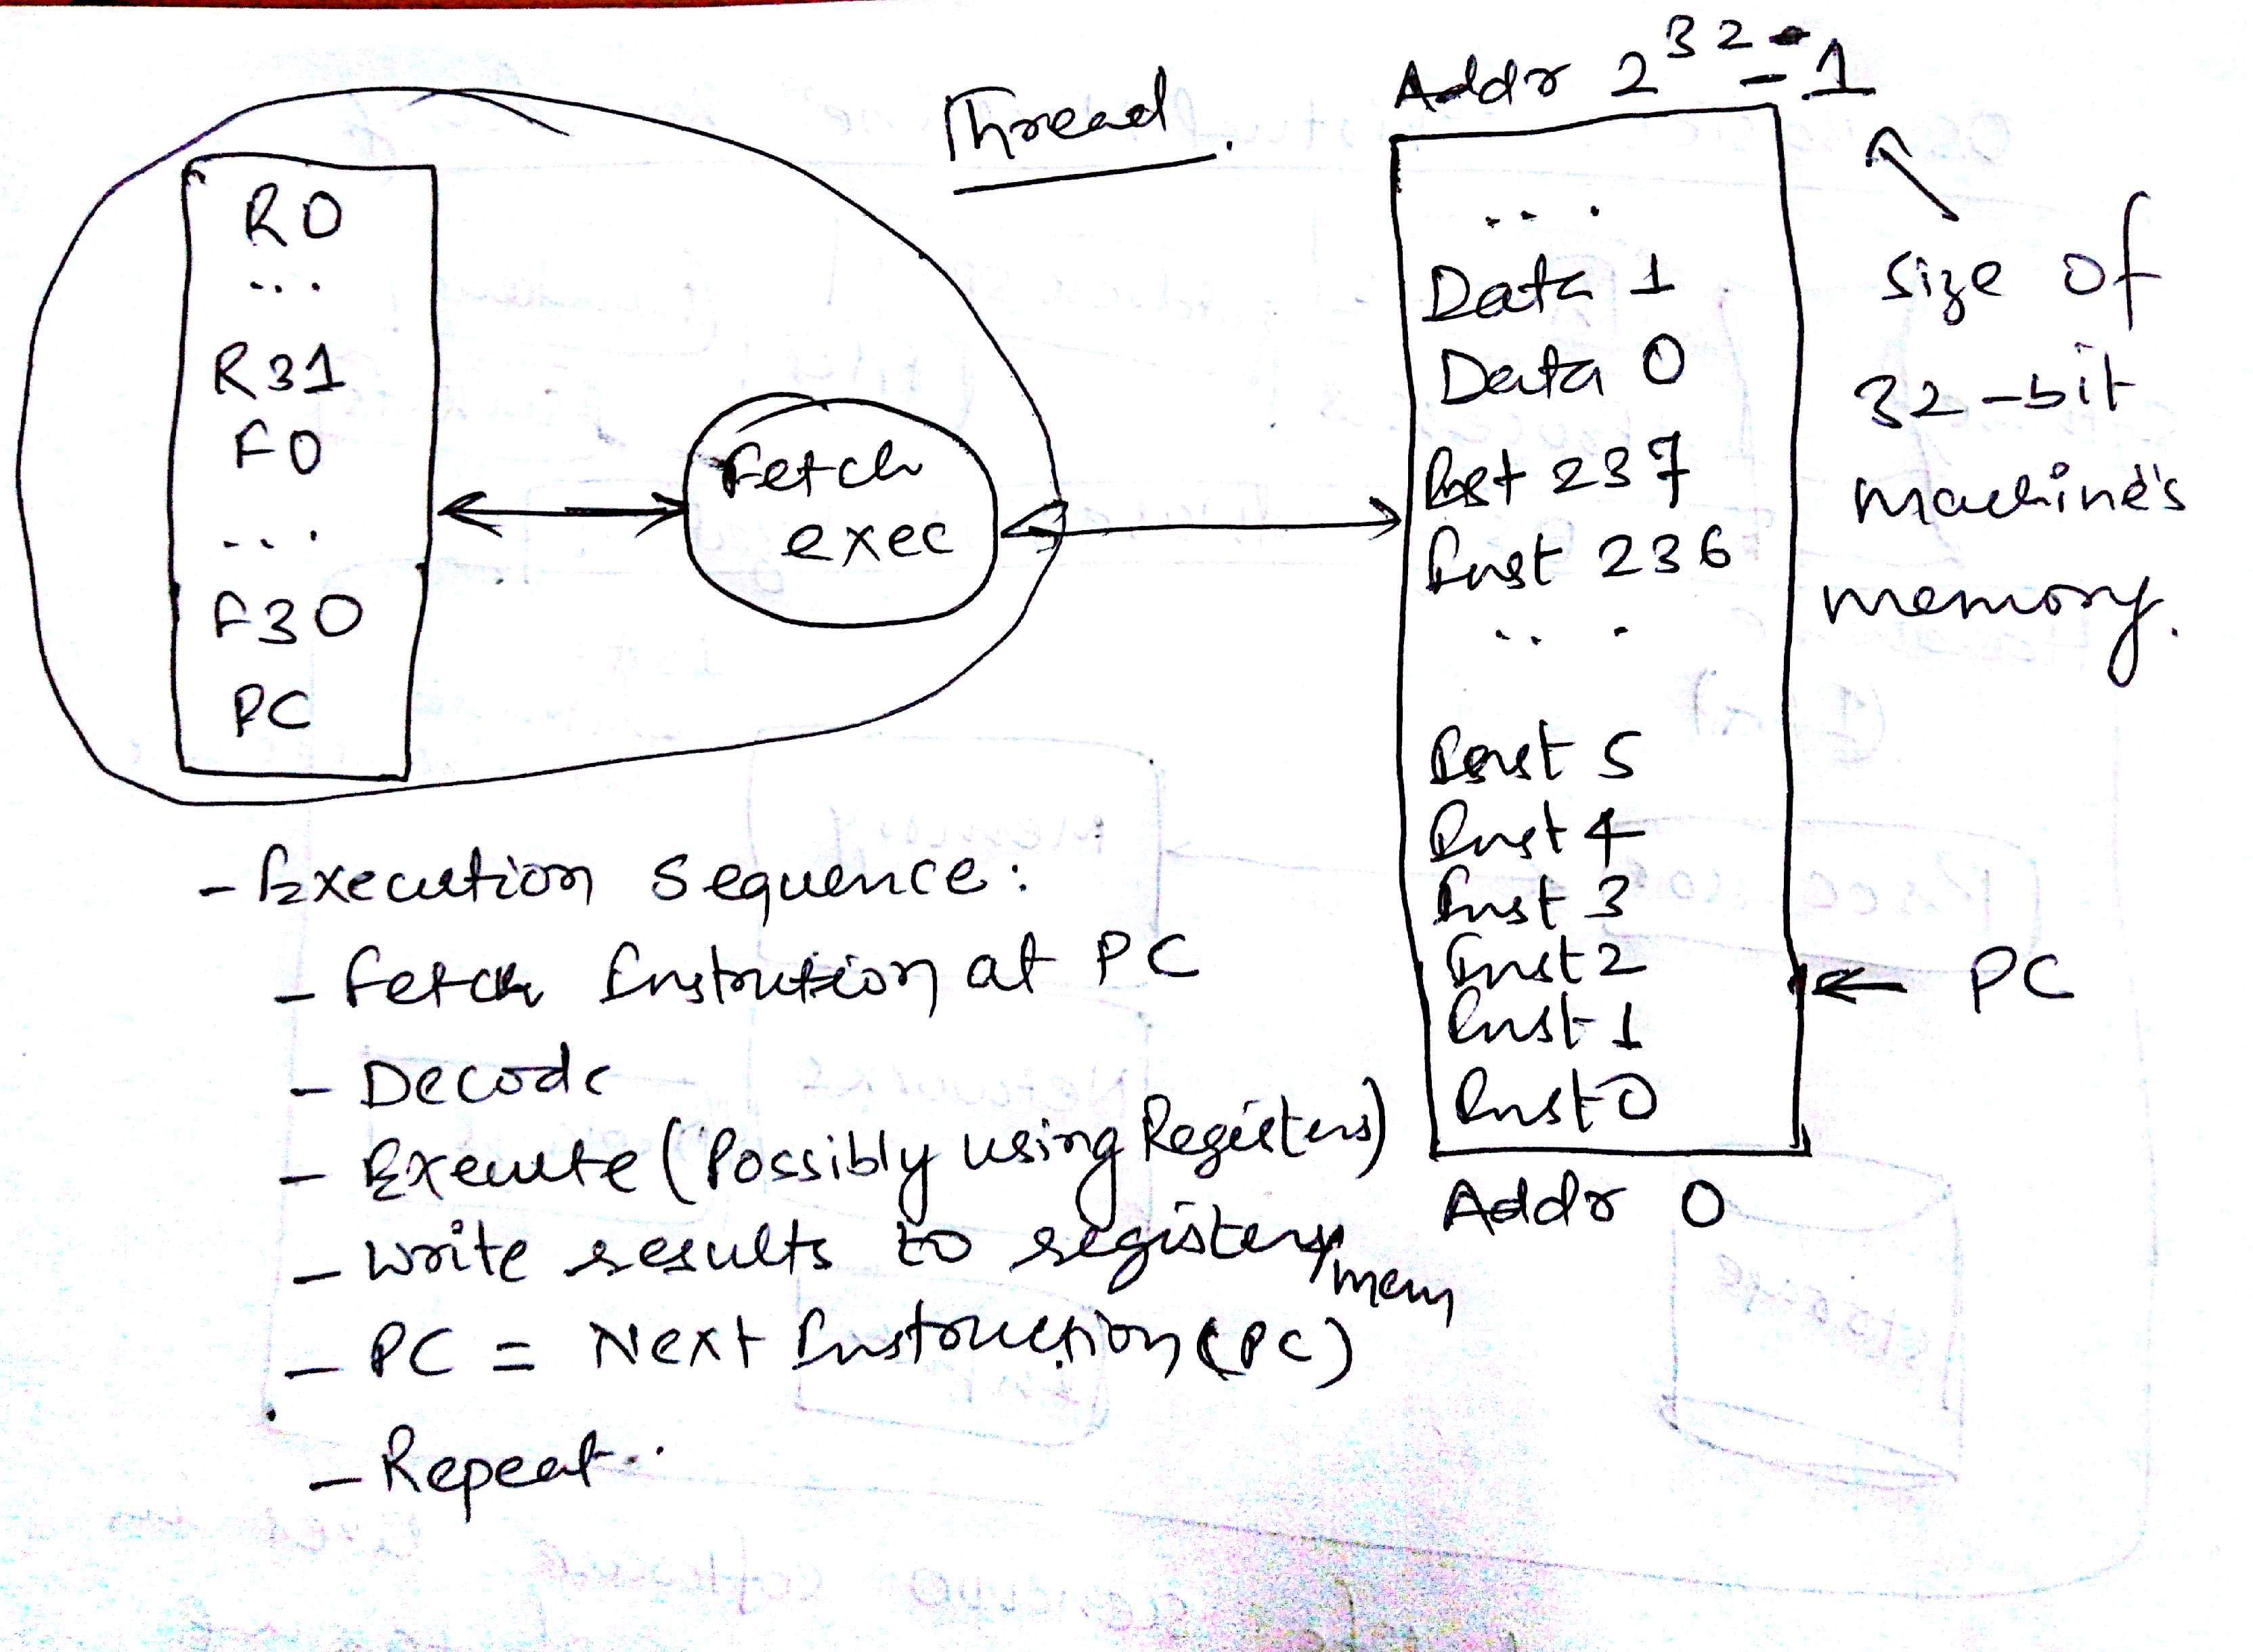 Thread.
R0
...
R31
F0
...
F30
PC
Fetch
exec
Addr 2^32 - 1
...
Data 1
Data 0
Inst 237
Inst 236
...
Inst 5
Inst 4
Inst 3
Inst 2
Inst 1
Inst 0
Addr 0
size of
32-bit
machine's
memory.
PC
- Execution Sequence:
- Fetch Instrution at PC
- Decode
- Execute (Possibly using Registers)
- Write results to registers/mem
- PC = Next Instruction (PC)
- Repeat..